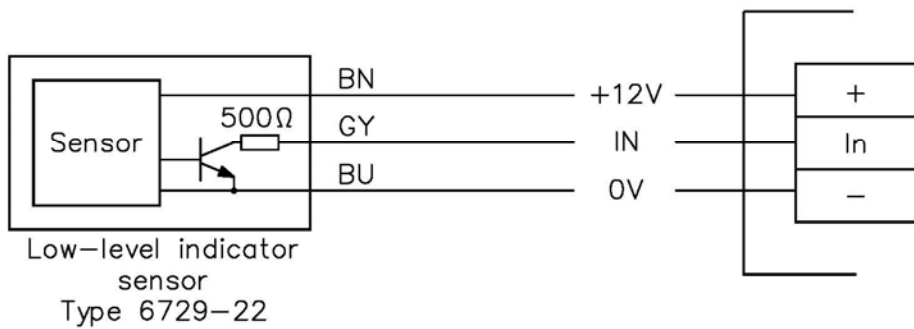 BN
+12V
+
500Ω
GY
IN
In
Sensor
BU
0V
−
Low−level indicator
sensor
Type 6729−22